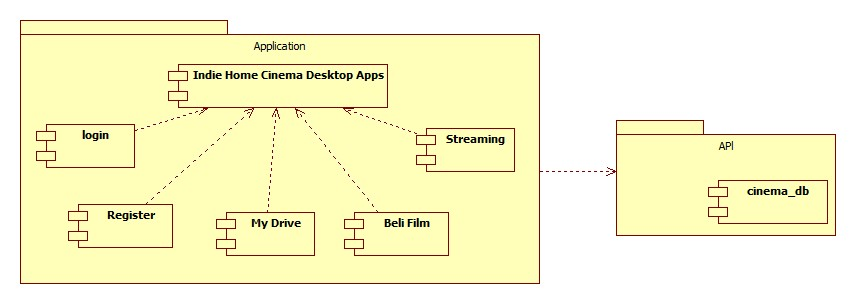 Application
Indie Home Cinema Desktop Apps
login
Streaming
Register
My Drive
Beli Film
API
cinema_db